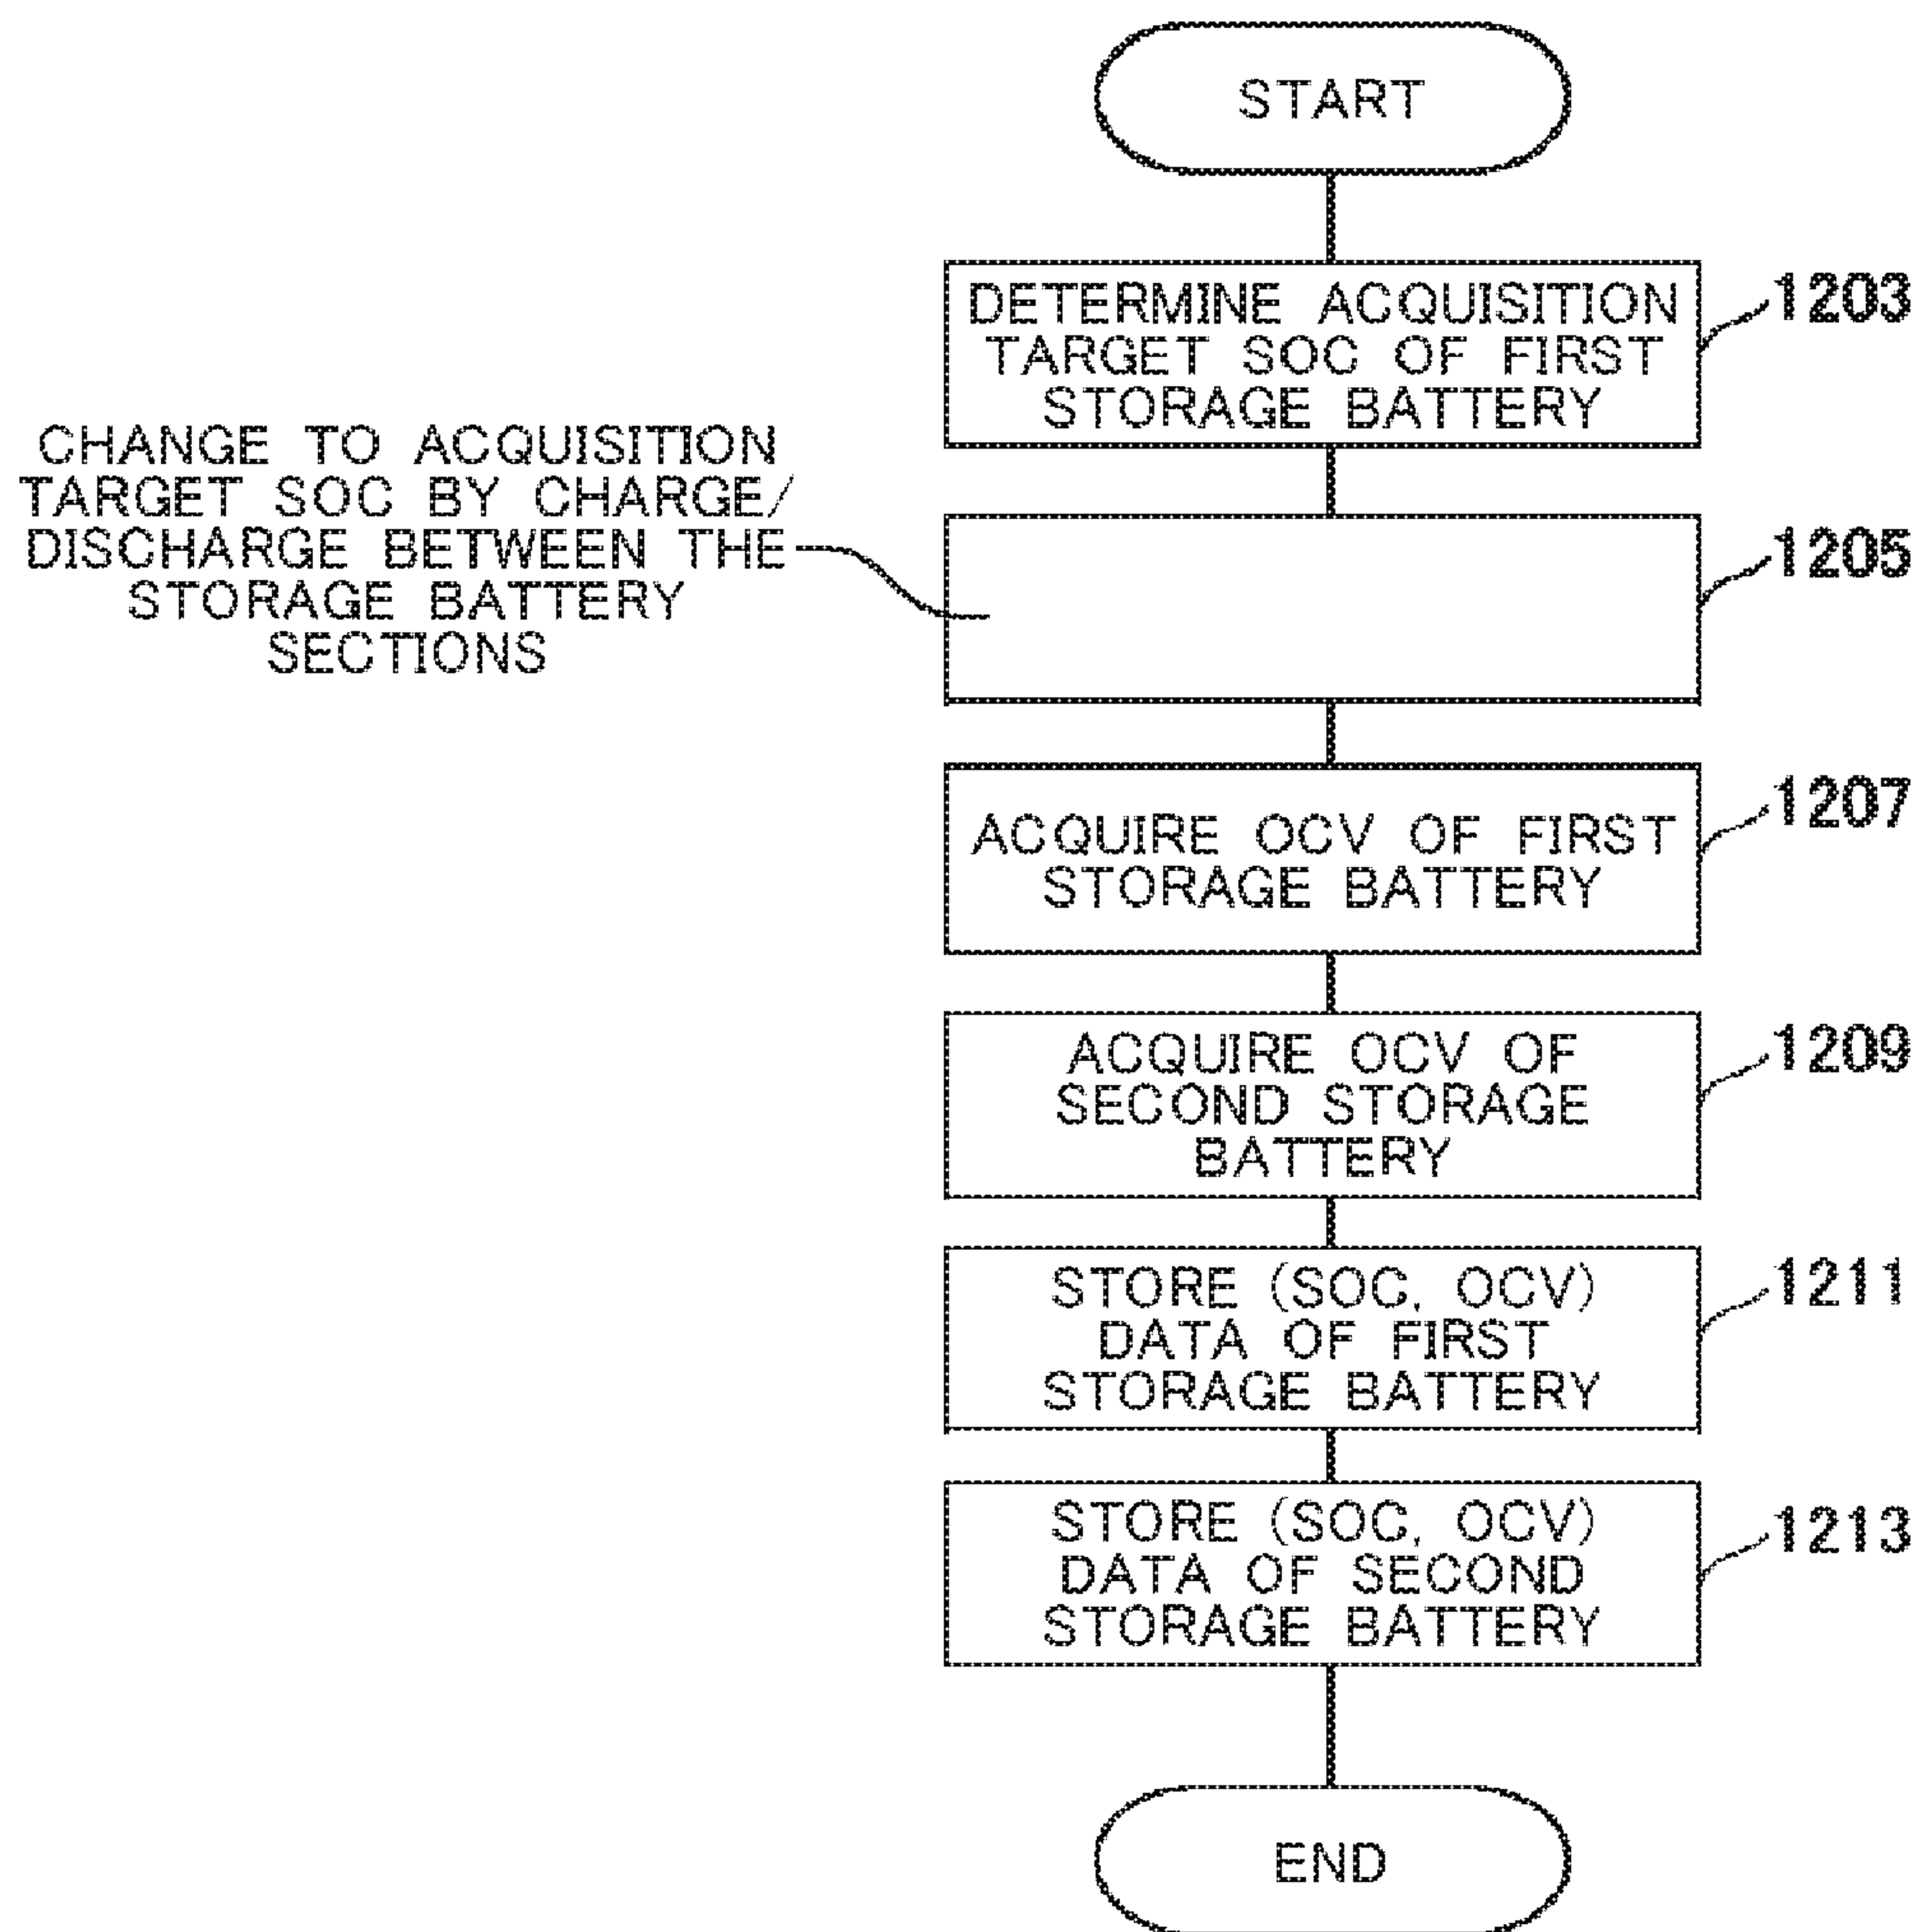 START
DETERMINE ACQUISITION
TARGET SOC OF FIRST
STORAGE BATTERY
1203
CHANGE TO ACQUISITION
TARGET SOC BY CHARGE/
DISCHARGE BETWEEN THE
STORAGE BATTERY
SECTIONS
1205
ACQUIRE OCV OF FIRST
STORAGE BATTERY
1207
ACQUIRE OCV OF
SECOND STORAGE
BATTERY
1209
STORE (SOC, OCV)
DATA OF FIRST
STORAGE BATTERY
1211
STORE (SOC, OCV)
DATA OF SECOND
STORAGE BATTERY
1213
END